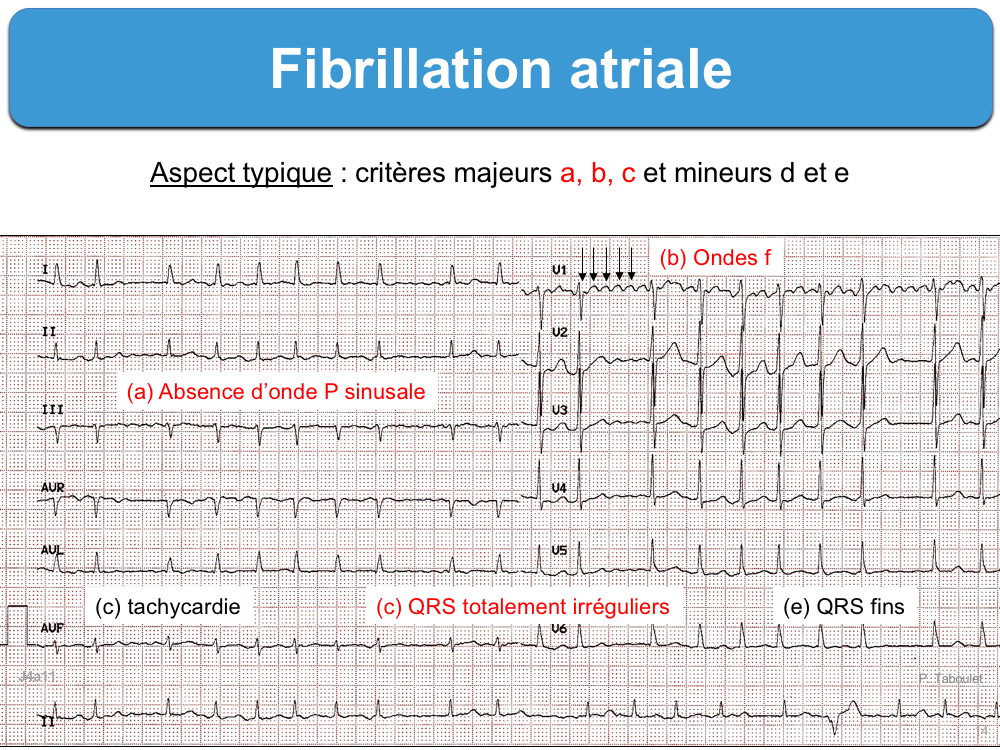 Fibrillation atriale
Aspect typique : critères majeurs a, b, c et mineurs d et e
I
V1
(b) Ondes f
II
V2
(a) Absence d’onde P sinusale
III
V3
AVR
V4
AVL
V5
(c) tachycardie
(c) QRS totalement irréguliers
(e) QRS fins
AVF
V6
J4a11
P. Taboulet
II
14